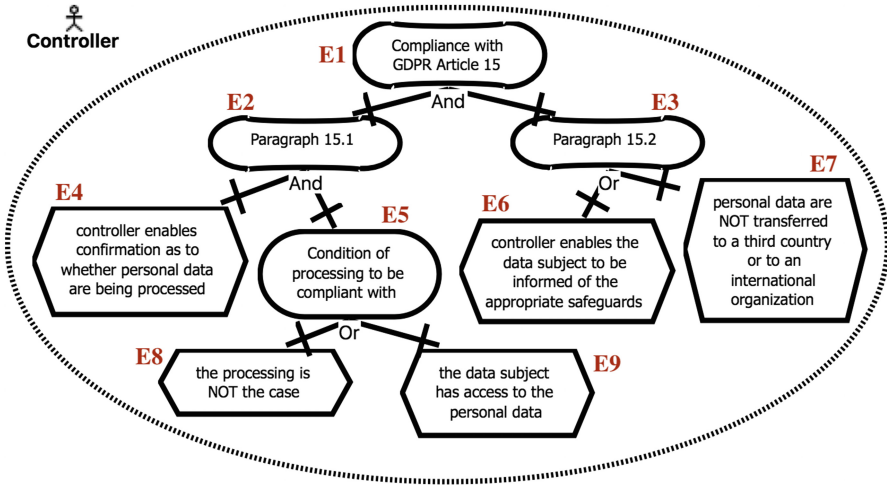 Controller
E1
Compliance with
GDPR Article 15
And
E2
Paragraph 15.1
And
E3
Paragraph 15.2
Or
E4
controller enables
confirmation as to
whether personal data
are being processed
E5
Condition of
processing to be
compliant with
Or
E6
controller enables the
data subject to be
informed of the
appropriate safeguards
E7
personal data are
NOT transferred
to a third country
or to an
international
organization
E8
the processing is
NOT the case
E9
the data subject
has access to the
personal data